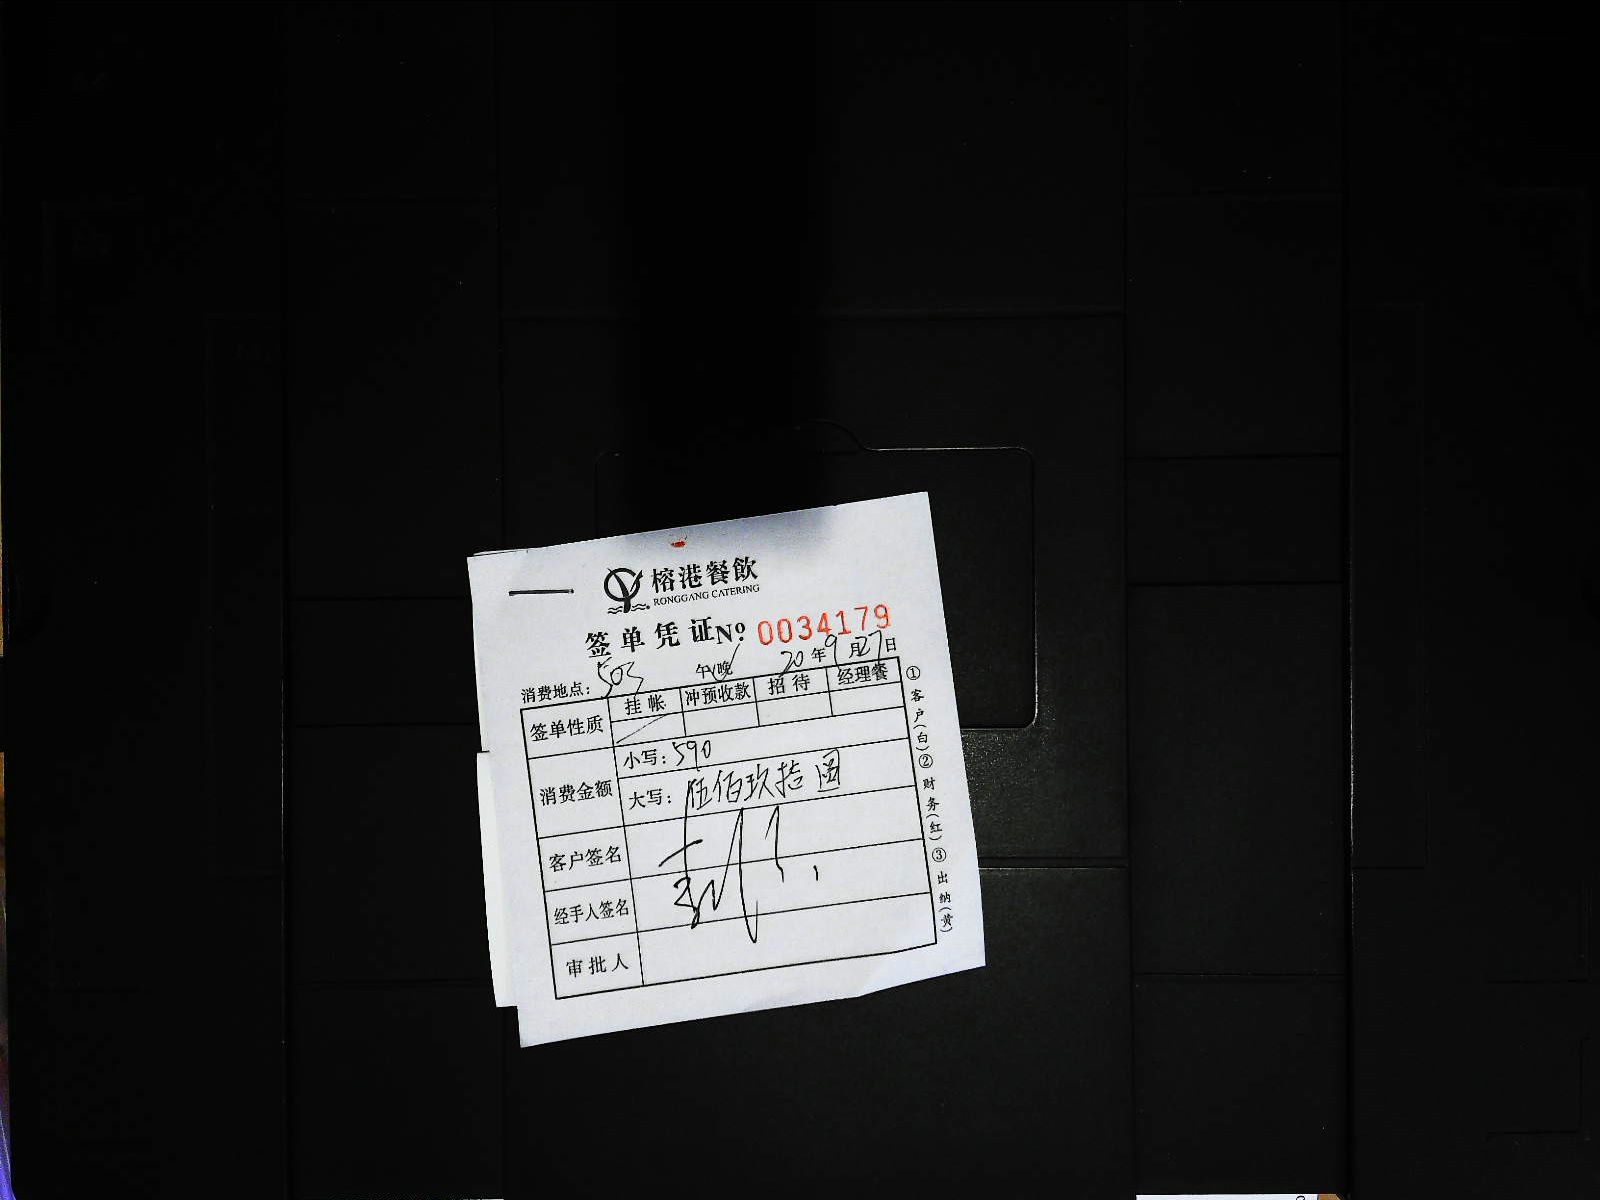 榕港餐飲
RONGGANG CATERING
签单凭证 Nº 0034179
消费地点：503 午(晚) 20年9月27日
签单性质 挂帐 冲预收款 招待 经理餐
消费金额 小写：590
大写：伍佰玖拾圆
客户签名
经手人签名
审批人
①客户(白)②财务(红)③出纳(黄)